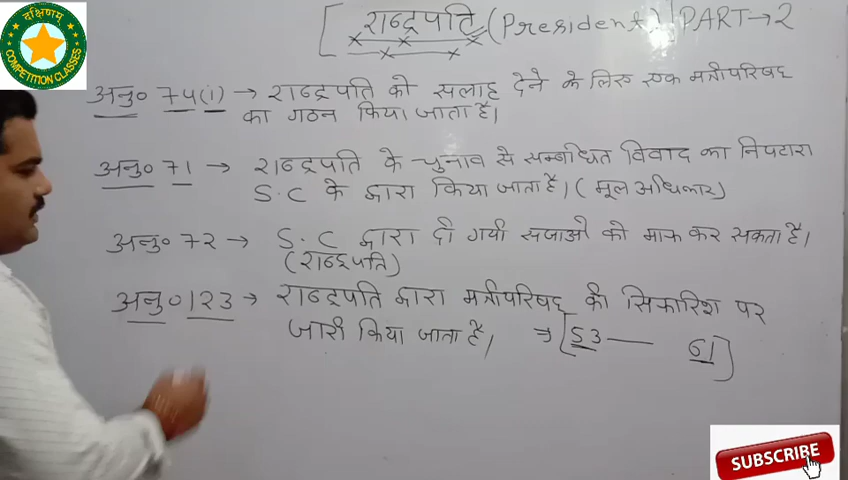 दक्षिणम्
COMPETITION CLASSES
[राष्ट्रपति (President) PART→2
अनु० 74(1) → राष्ट्रपति को सलाह देने के लिए एक मंत्रीपरिषद
का गठन किया जाता है।
अनु० 71 → राष्ट्रपति के चुनाव से सम्बंधित विवाद का निपटारा
S.C के द्वारा किया जाता है। (मूल अधिकार)
अनु० 72 → S.C द्वारा दी गयी सजाओं को माफ कर सकता है।
(राष्ट्रपति)
अनु० 123 → राष्ट्रपति द्वारा मंत्रीपरिषद की सिफारिश पर
जारी किया जाता है। ⇒ [53 — 61]
SUBSCRIBE